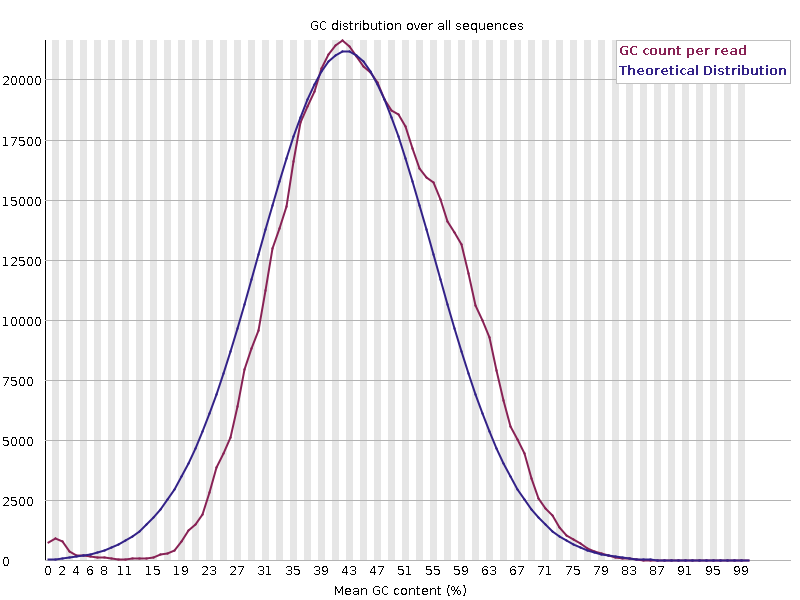 GC distribution over all sequences
GC count per read
Theoretical Distribution
20000
17500
15000
12500
10000
7500
5000
2500
0
0 2 4 6 8 11 15 19 23 27 31 35 39 43 47 51 55 59 63 67 71 75 79 83 87 91 95 99
Mean GC content (%)